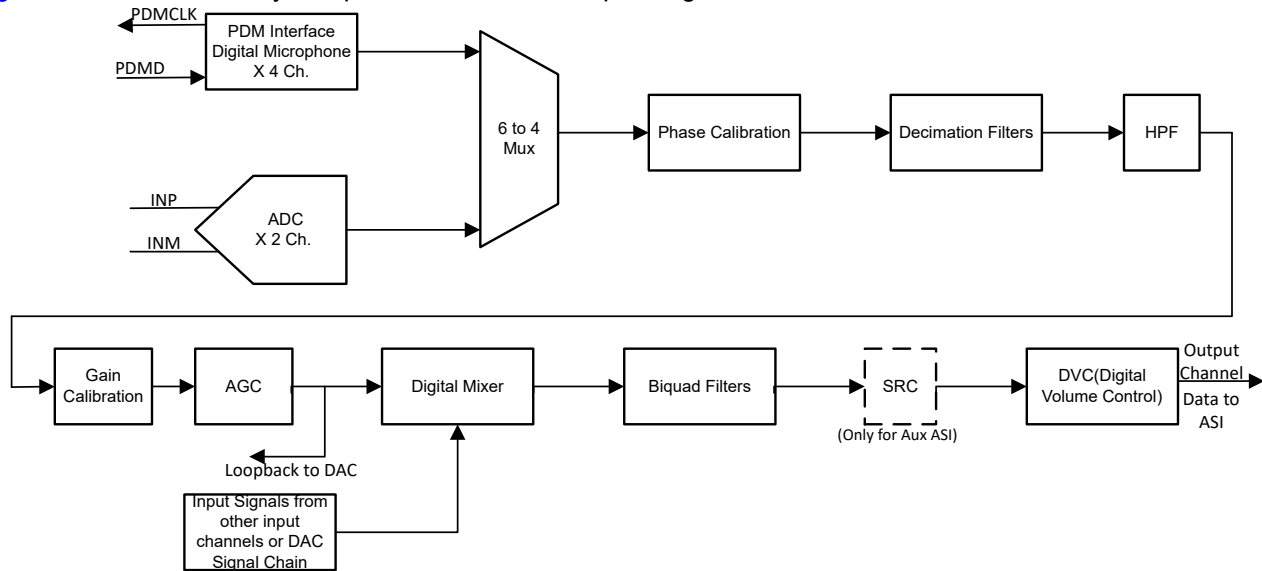 PDMCLK
PDMD
PDM Interface
Digital Microphone
X 4 Ch.
6 to 4
Mux
Phase Calibration
Decimation Filters
HPF
INP
INM
ADC
X 2 Ch.
Gain
Calibration
AGC
Digital Mixer
Biquad Filters
SRC
(Only for Aux ASI)
DVC(Digital
Volume Control)
Output
Channel
Data to
ASI
Loopback to DAC
Input Signals from
other input
channels or DAC
Signal Chain